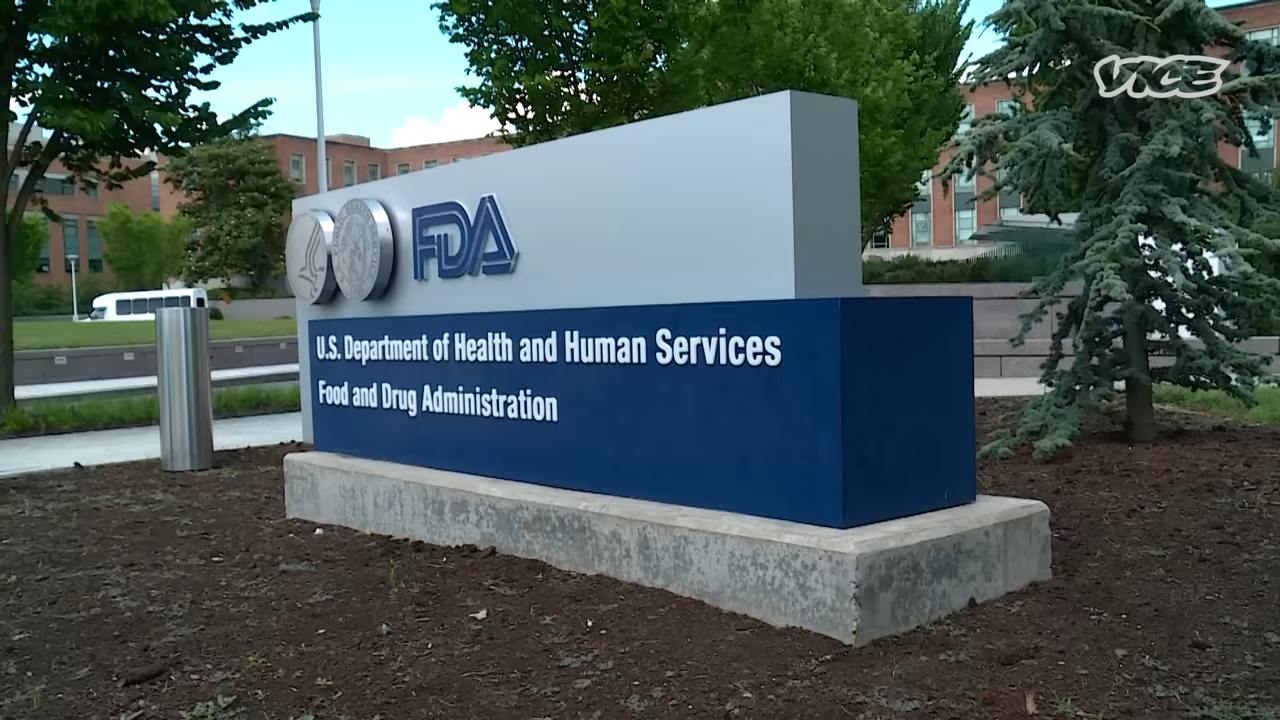 VICE
FDA
U.S. Department of Health and Human Services
Food and Drug Administration